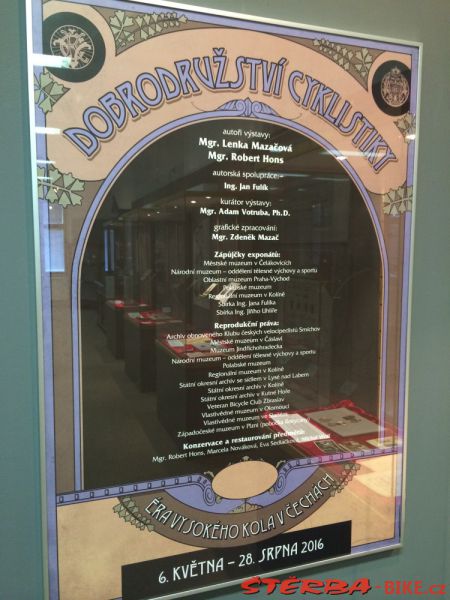 DOBRODRUŽSTVÍ CYKLISTIKY
autoři výstavy:
Mgr. Lenka Mazačová
Mgr. Robert Hons
autorská spolupráce:
Ing. Jan Fulík
kurátor výstavy:
Mgr. Adam Votruba, Ph.D.
grafické zpracování:
Mgr. Zdeněk Mazač
Zápůjčky exponátů:
Městské muzeum v Čelákovicích
Národní muzeum – oddělení tělesné výchovy a sportu
Oblastní muzeum Praha-Východ
Polabské muzeum
Regionální muzeum v Kolíně
Sbírka Ing. Jana Fulíka
Sbírka Ing. Jiřího Uhlíře
Reprodukční práva:
Archiv obnoveného Klubu českých velocipedistů Smíchov
Městské muzeum v Čáslavi
Muzeum Jindřichohradecka
Národní muzeum – oddělení tělesné výchovy a sportu
Polabské muzeum
Regionální muzeum v Kolíně
Státní okresní archiv se sídlem v Lysé nad Labem
Státní okresní archiv v Kolíně
Státní okresní archiv v Kutné Hoře
Veteran Bicycle Club Zbraslav
Vlastivědné muzeum v Olomouci
Vlastivědné muzeum ve
Západočeské muzeum v Plzni (pobočka Rokycany)
Konzervace a restaurování předmětů:
Mgr. Robert Hons, Marcela Nováková, Eva Sedláčková,
ÉRA VYSOKÉHO KOLA V ČECHÁCH
6. KVĚTNA – 28. SRPNA 2016
ŠTĚRBA-BIKE.cz